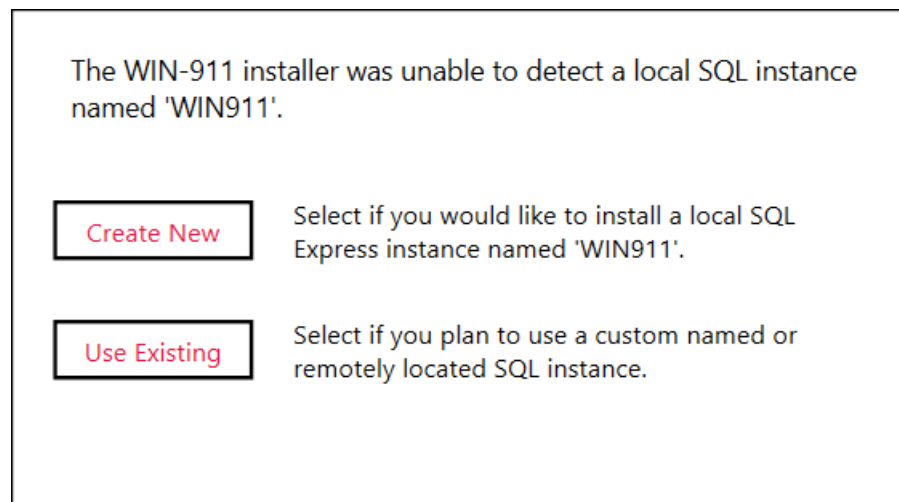 The WIN-911 installer was unable to detect a local SQL instance
named 'WIN911'.
Create New
Select if you would like to install a local SQL
Express instance named 'WIN911'.
Use Existing
Select if you plan to use a custom named or
remotely located SQL instance.